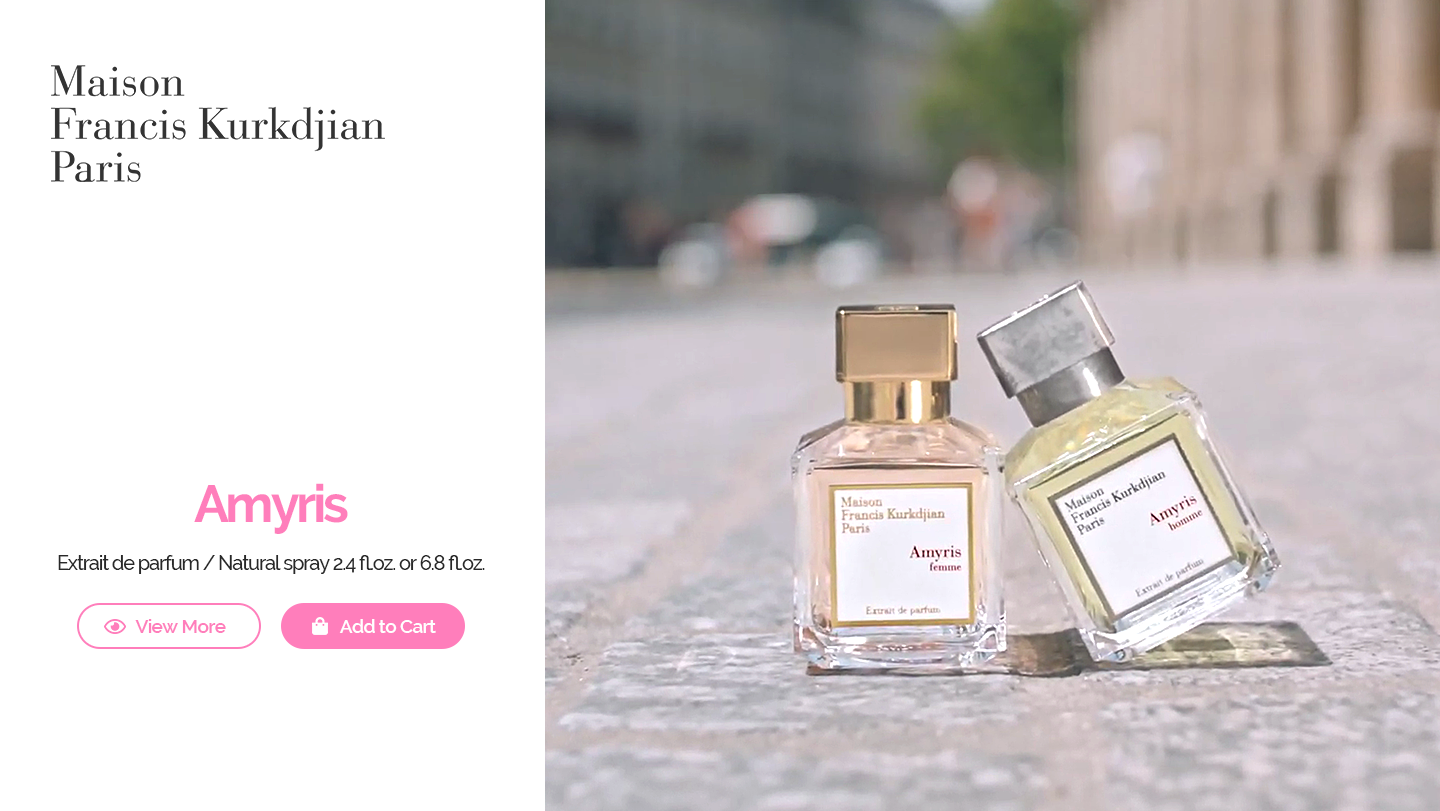 Maison
Francis Kurkdjian
Paris
Amyris
Extrait de parfum / Natural spray 2.4 fl.oz. or 6.8 fl.oz.
View More
Add to Cart
Maison
Francis Kurkdjian
Paris
Amyris
femme
Extrait de parfum
Maison
Francis Kurkdjian
Paris
Amyris
homme
Extrait de parfum